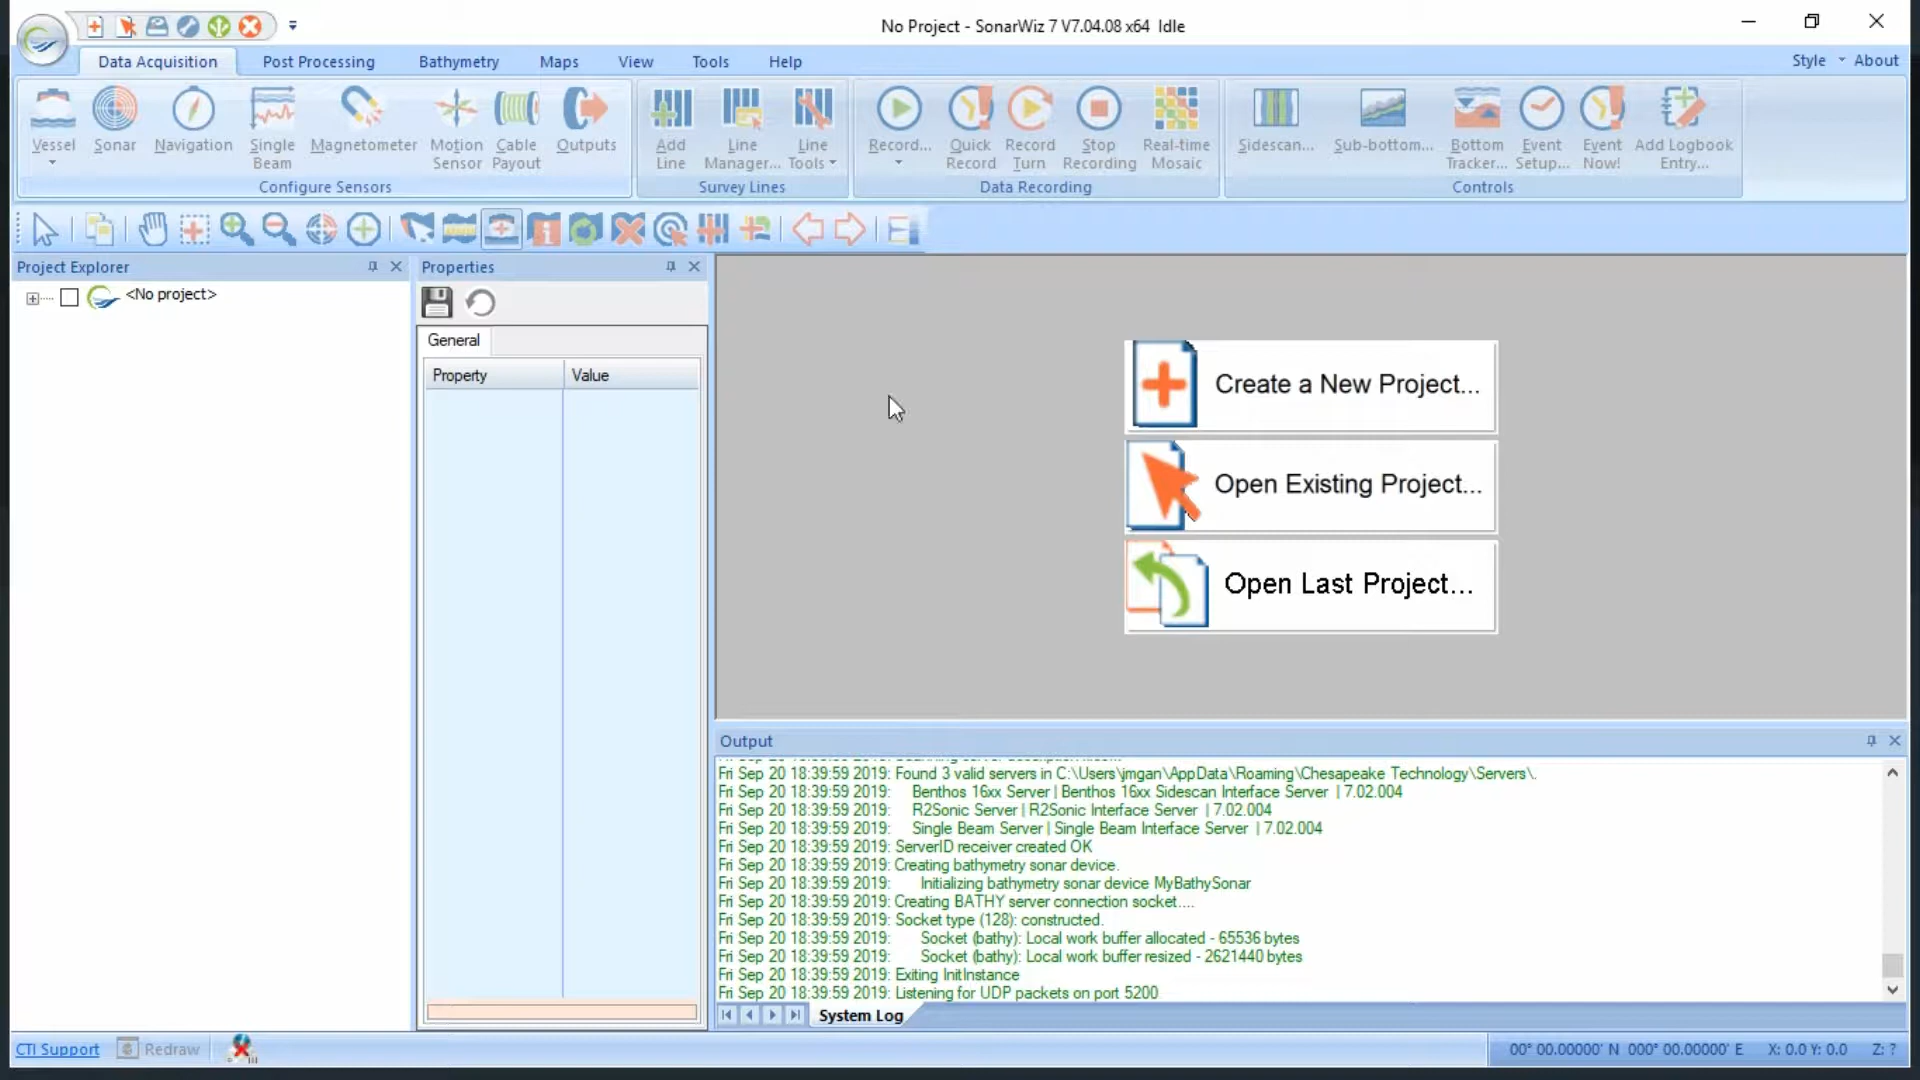 No Project - SonarWiz 7 V7.04.08 x64 Idle
Data Acquisition Post Processing Bathymetry Maps View Tools Help Style About
Vessel Sonar Navigation Single Beam Magnetometer Motion Sensor Cable Payout Outputs
Configure Sensors
Add Line Line Manager... Line Tools
Survey Lines
Record... Quick Record Record Turn Stop Recording Real-time Mosaic
Data Recording
Sidescan... Sub-bottom... Bottom Tracker... Event Setup... Event Now! Add Logbook Entry...
Controls
Project Explorer
<No project>
Properties
General
Property Value
Create a New Project...
Open Existing Project...
Open Last Project...
Output
Fri Sep 20 18:39:59 2019: Found 3 valid servers in C:\Users\jmgan\AppData\Roaming\Chesapeake Technology\Servers\.
Fri Sep 20 18:39:59 2019: Benthos 16xx Server | Benthos 16xx Sidescan Interface Server | 7.02.004
Fri Sep 20 18:39:59 2019: R2Sonic Server | R2Sonic Interface Server | 7.02.004
Fri Sep 20 18:39:59 2019: Single Beam Server | Single Beam Interface Server | 7.02.004
Fri Sep 20 18:39:59 2019: ServerID receiver created OK
Fri Sep 20 18:39:59 2019: Creating bathymetry sonar device.
Fri Sep 20 18:39:59 2019: Initializing bathymetry sonar device MyBathySonar
Fri Sep 20 18:39:59 2019: Creating BATHY server connection socket....
Fri Sep 20 18:39:59 2019: Socket type (128): constructed.
Fri Sep 20 18:39:59 2019: Socket (bathy): Local work buffer allocated - 65536 bytes
Fri Sep 20 18:39:59 2019: Socket (bathy): Local work buffer resized - 2621440 bytes
Fri Sep 20 18:39:59 2019: Exiting InitInstance
Fri Sep 20 18:39:59 2019: Listening for UDP packets on port 5200
System Log
CTI Support Redraw
00° 00.00000' N 000° 00.00000' E X: 0.0 Y: 0.0 Z: ?